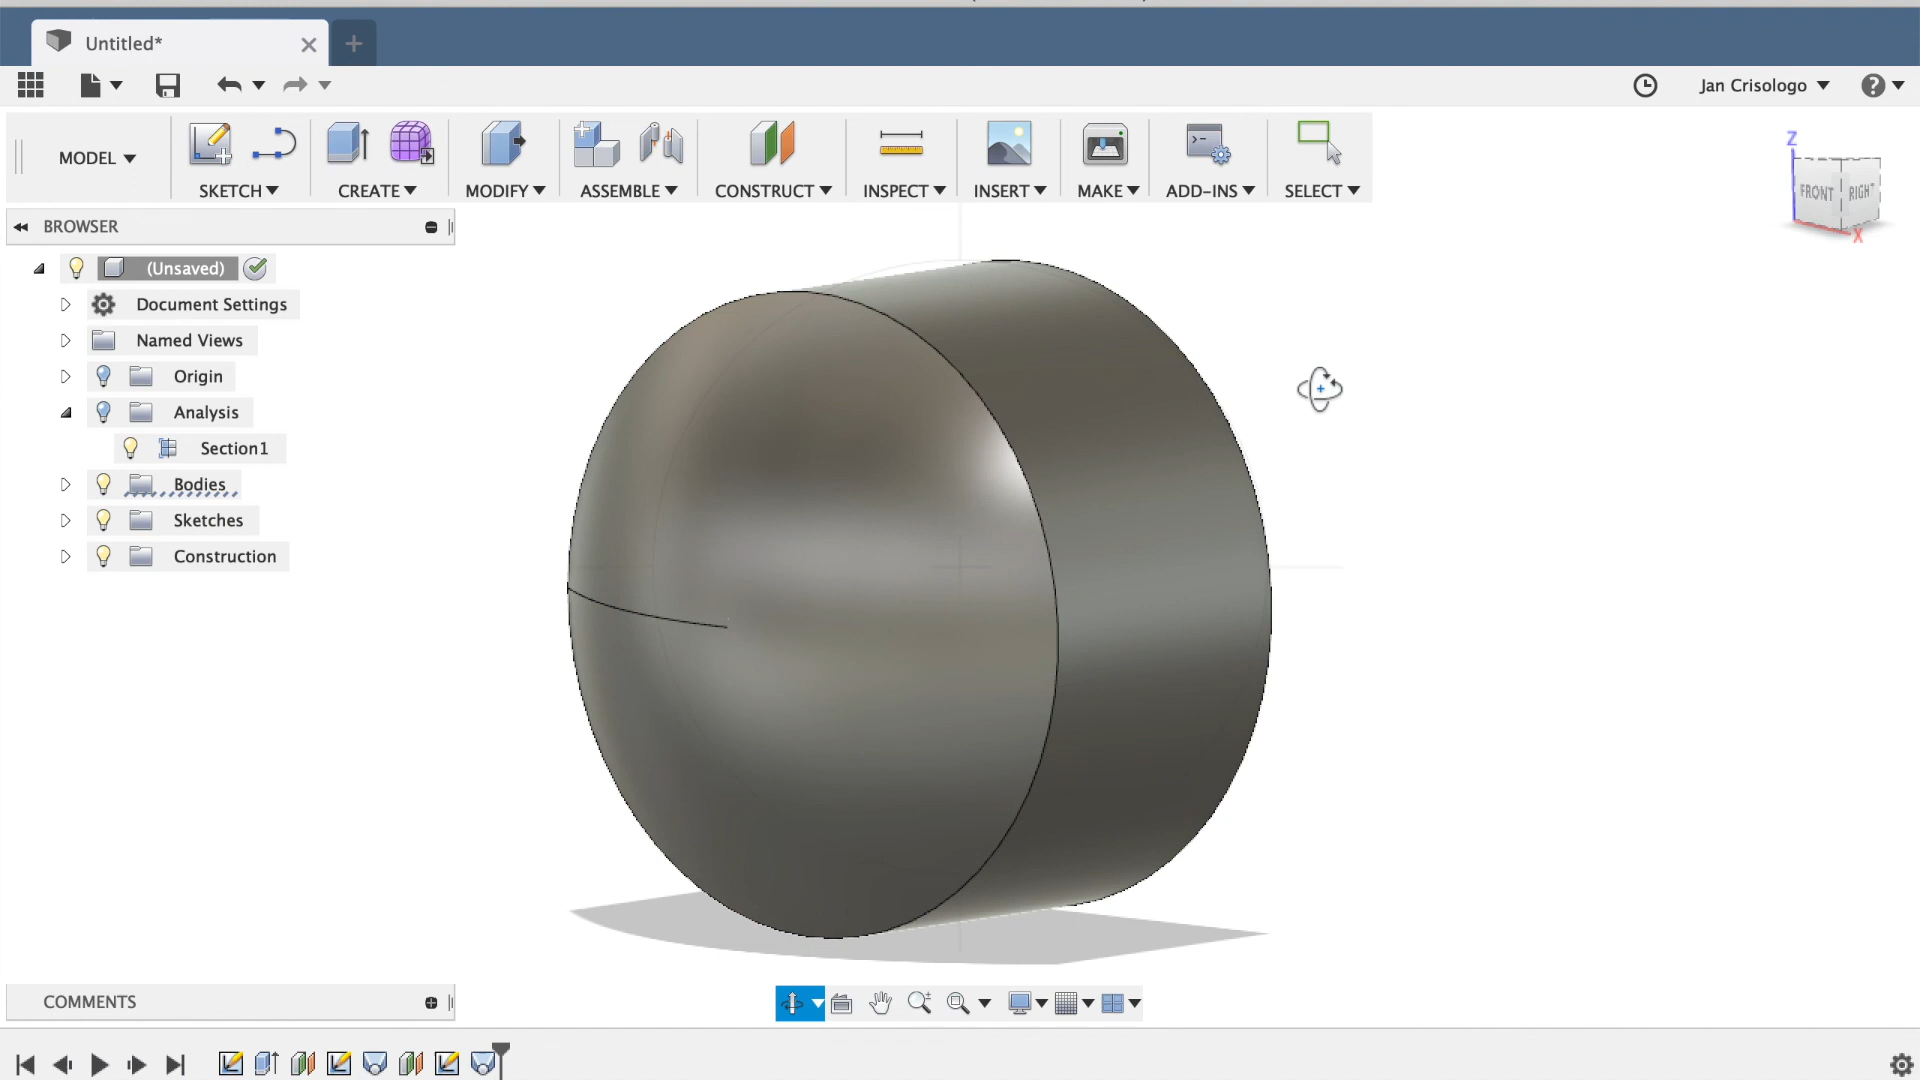 Untitled*
Jan Crisologo
MODEL
SKETCH
CREATE
MODIFY
ASSEMBLE
CONSTRUCT
INSPECT
INSERT
MAKE
ADD-INS
SELECT
Z
FRONT
RIGHT
X
BROWSER
(Unsaved)
Document Settings
Named Views
Origin
Analysis
Section1
Bodies
Sketches
Construction
COMMENTS